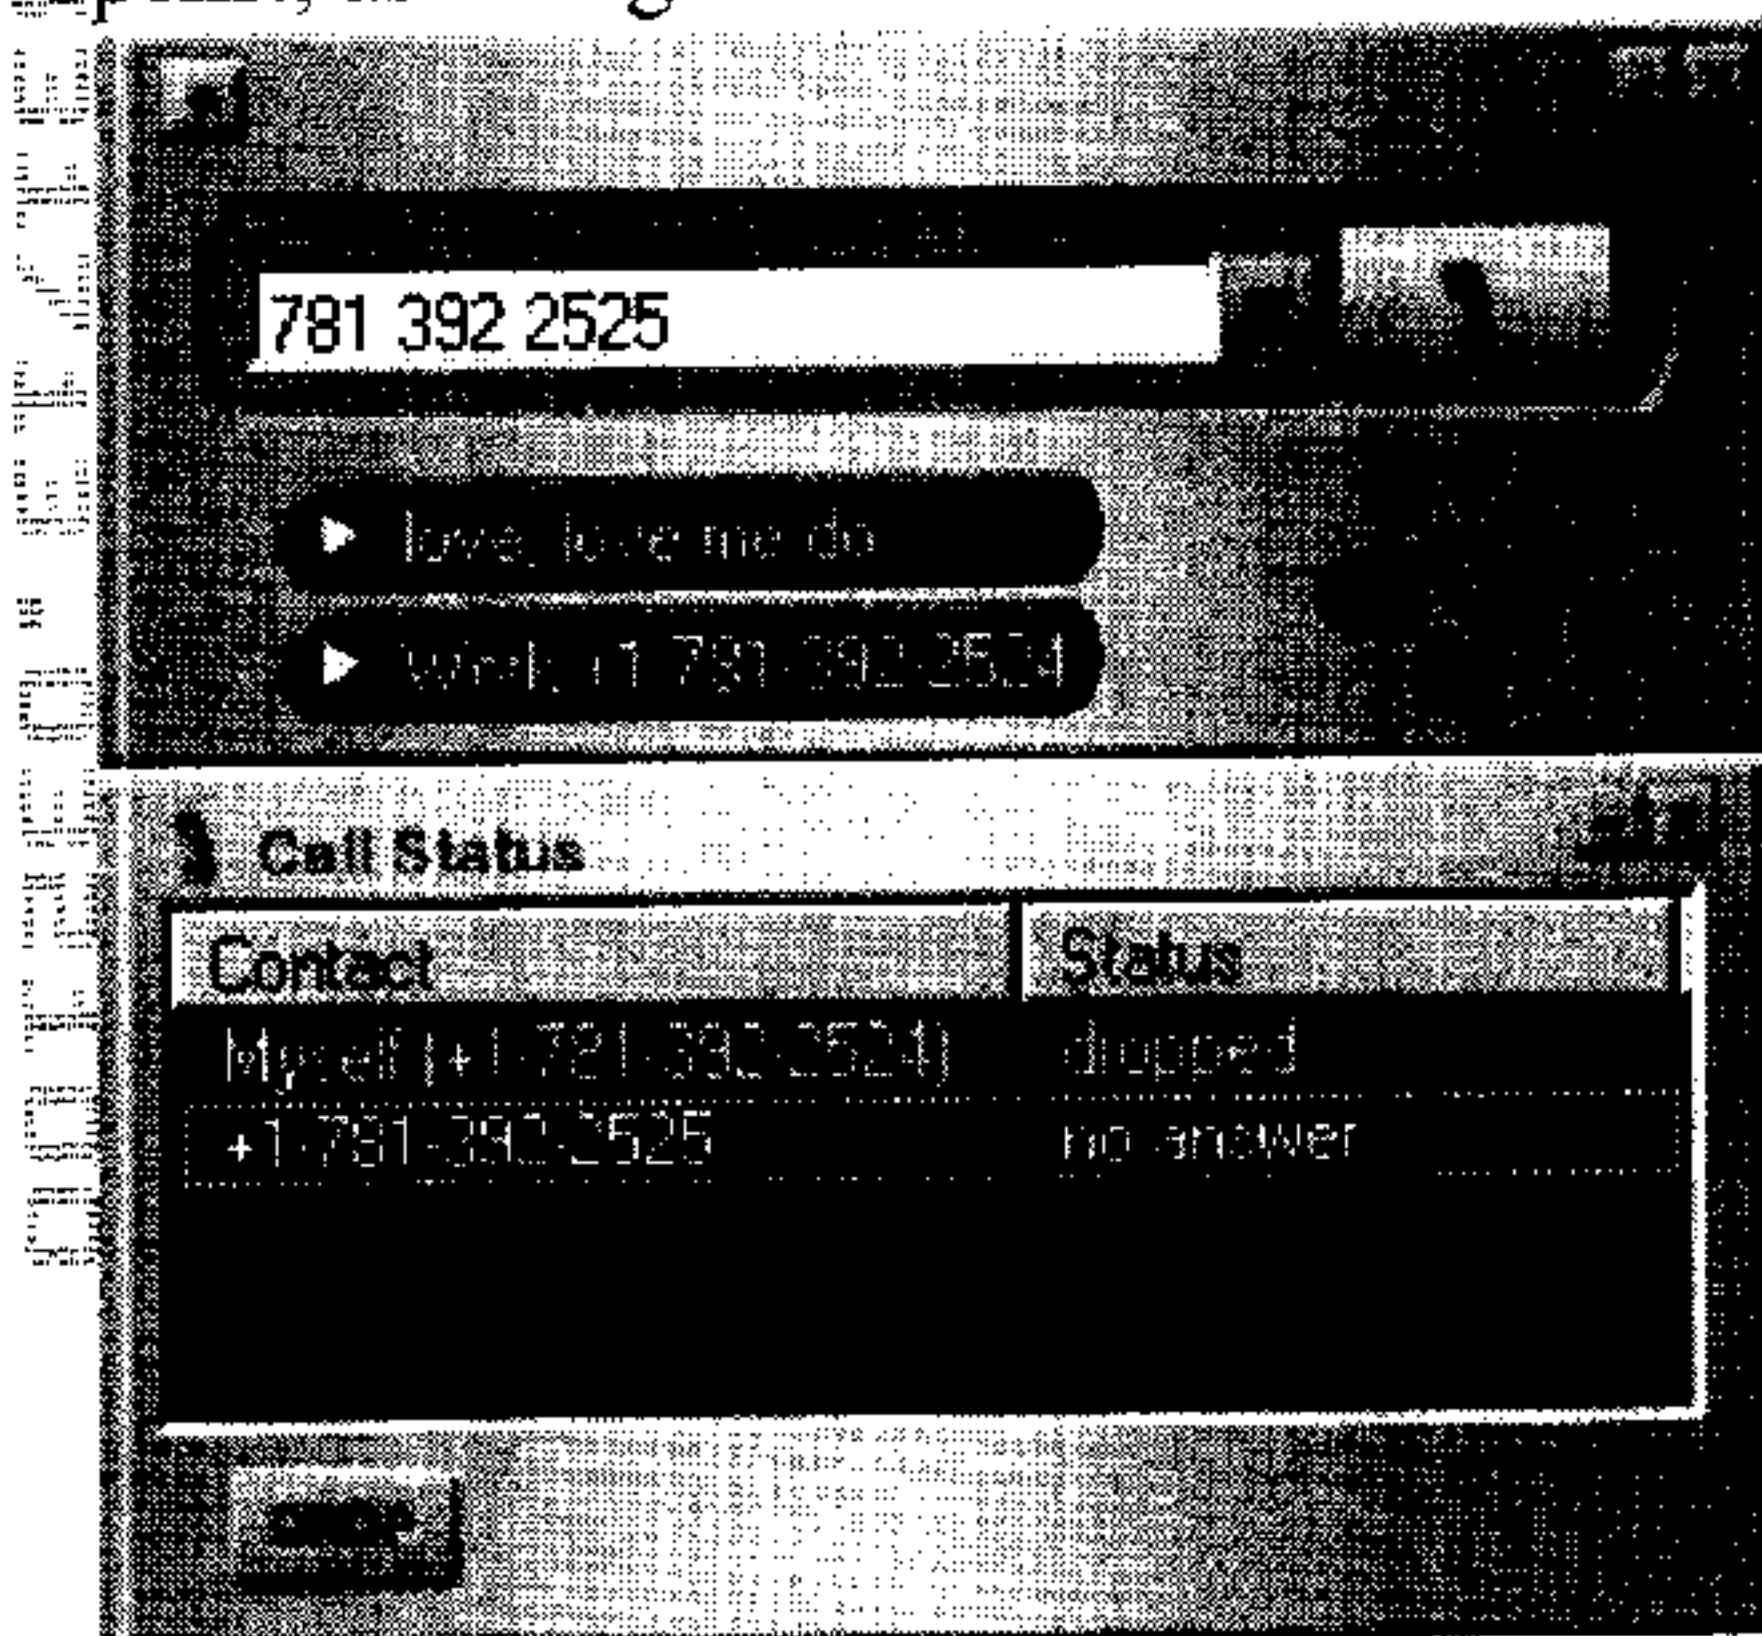 781 392 2525
love, love me do
Work +1-781-392-2524
Call Status
Contact Status
Myself (+1-781-392-2524) dropped
+1-781-392-2525 no answer